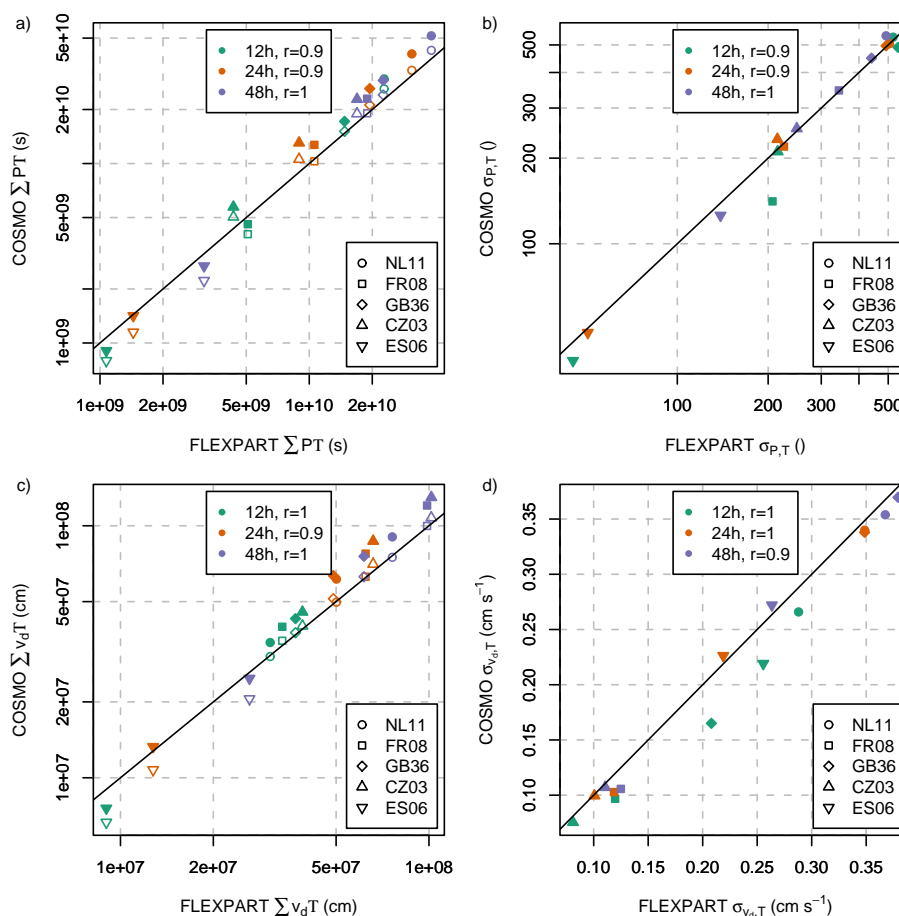 a)
COSMO ∑ PT (s)
5e+10
2e+10
5e+09
1e+09
12h, r=0.9
24h, r=0.9
48h, r=1
NL11
FR08
GB36
CZ03
ES06
1e+09 2e+09 5e+09 1e+10 2e+10
FLEXPART ∑ PT (s)
b)
COSMO σP,T ()
500
300
200
100
12h, r=0.9
24h, r=0.9
48h, r=1
NL11
FR08
GB36
CZ03
ES06
100 200 300 500
FLEXPART σP,T ()
c)
COSMO ∑ vdT (cm)
1e+08
5e+07
2e+07
1e+07
12h, r=1
24h, r=0.9
48h, r=1
NL11
FR08
GB36
CZ03
ES06
1e+07 2e+07 5e+07 1e+08
FLEXPART ∑ vdT (cm)
d)
COSMO σvd,T (cm s⁻¹)
0.35
0.30
0.25
0.20
0.15
0.10
12h, r=1
24h, r=1
48h, r=0.9
NL11
FR08
GB36
CZ03
ES06
0.10 0.15 0.20 0.25 0.30 0.35
FLEXPART σvd,T (cm s⁻¹)